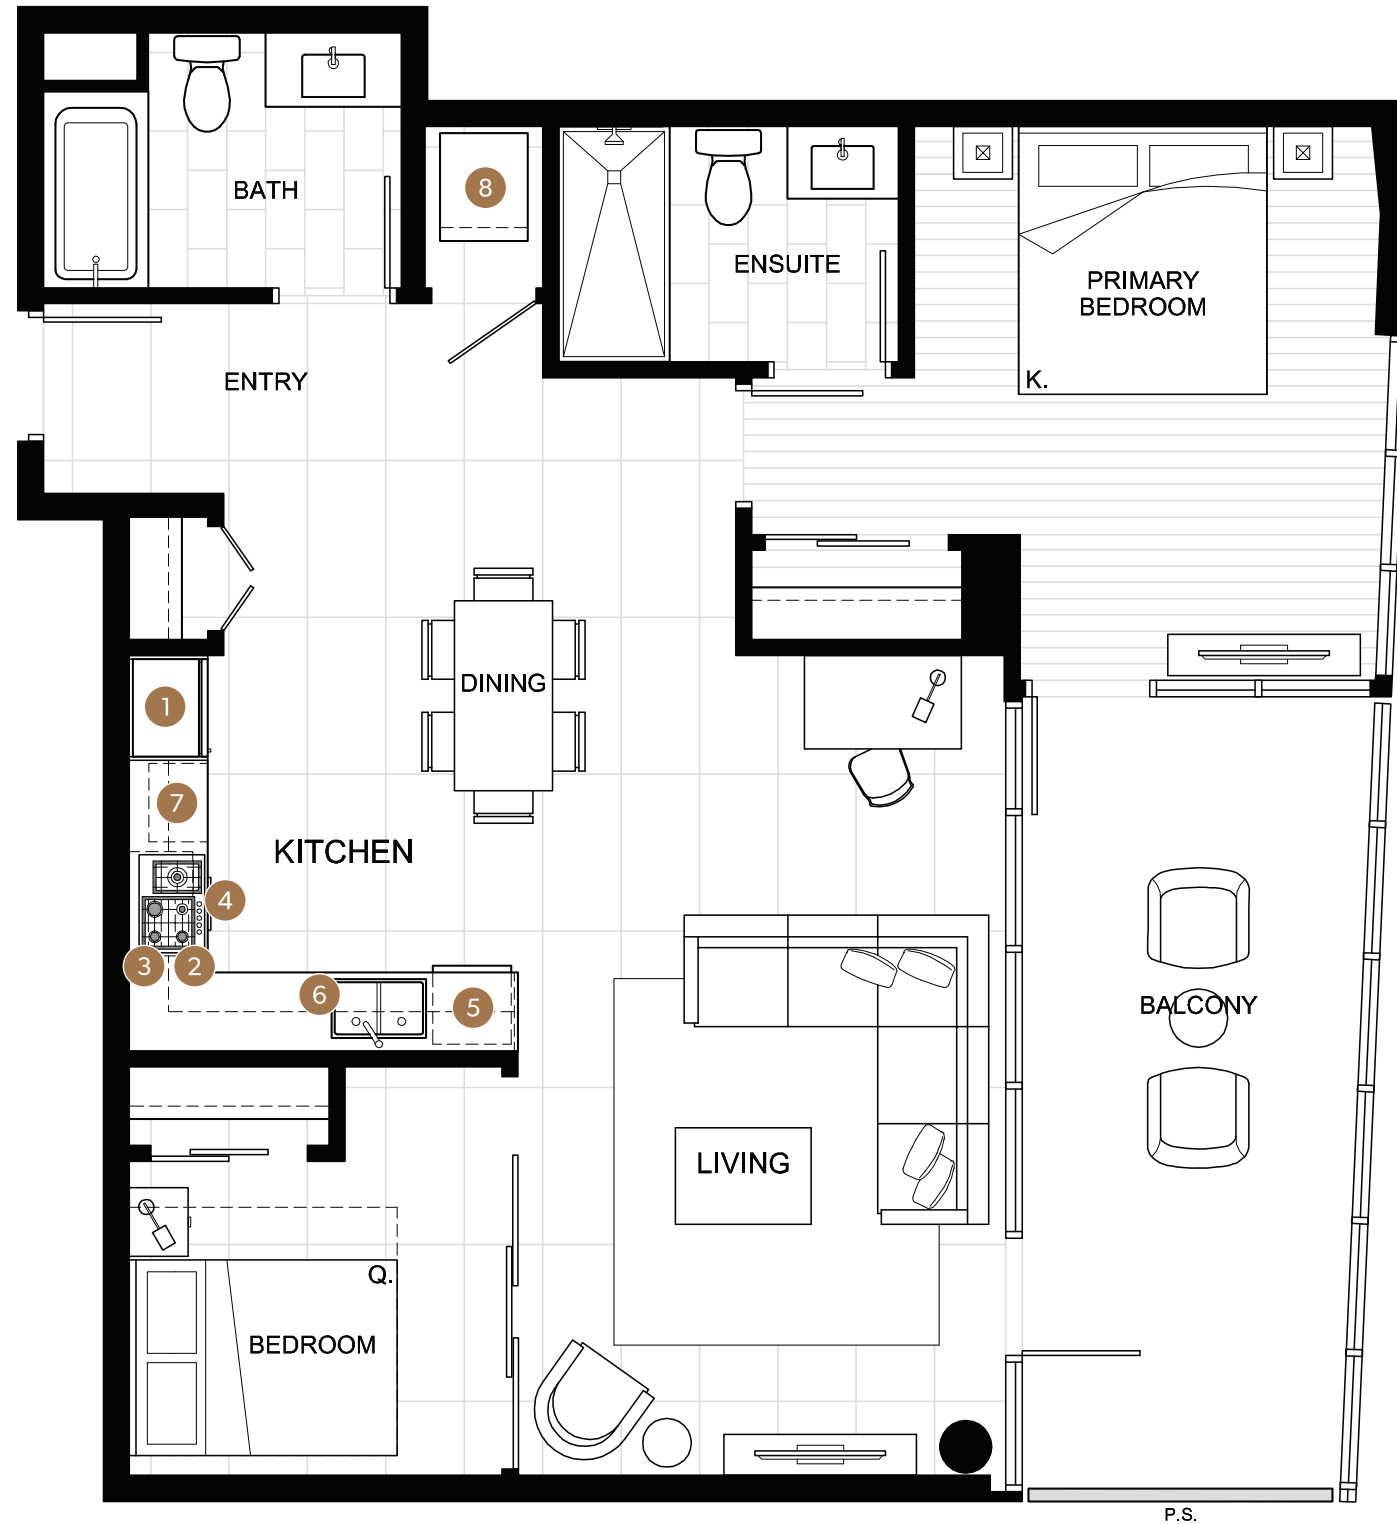 BATH
8
ENSUITE
PRIMARY
BEDROOM
K.
ENTRY
1
DINING
7
KITCHEN
4
3
2
6
5
BALCONY
LIVING
Q.
BEDROOM
P.S.